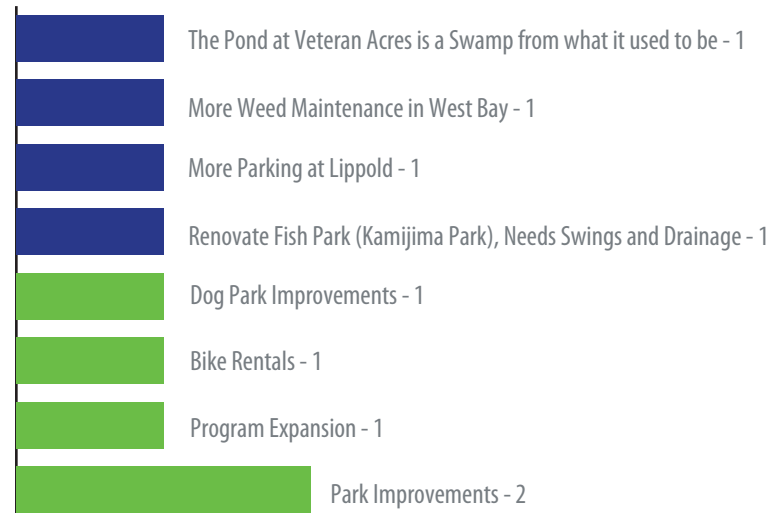 The Pond at Veteran Acres is a Swamp from what it used to be - 1
More Weed Maintenance in West Bay - 1
More Parking at Lippold - 1
Renovate Fish Park (Kamijima Park), Needs Swings and Drainage - 1
Dog Park Improvements - 1
Bike Rentals - 1
Program Expansion - 1
Park Improvements - 2